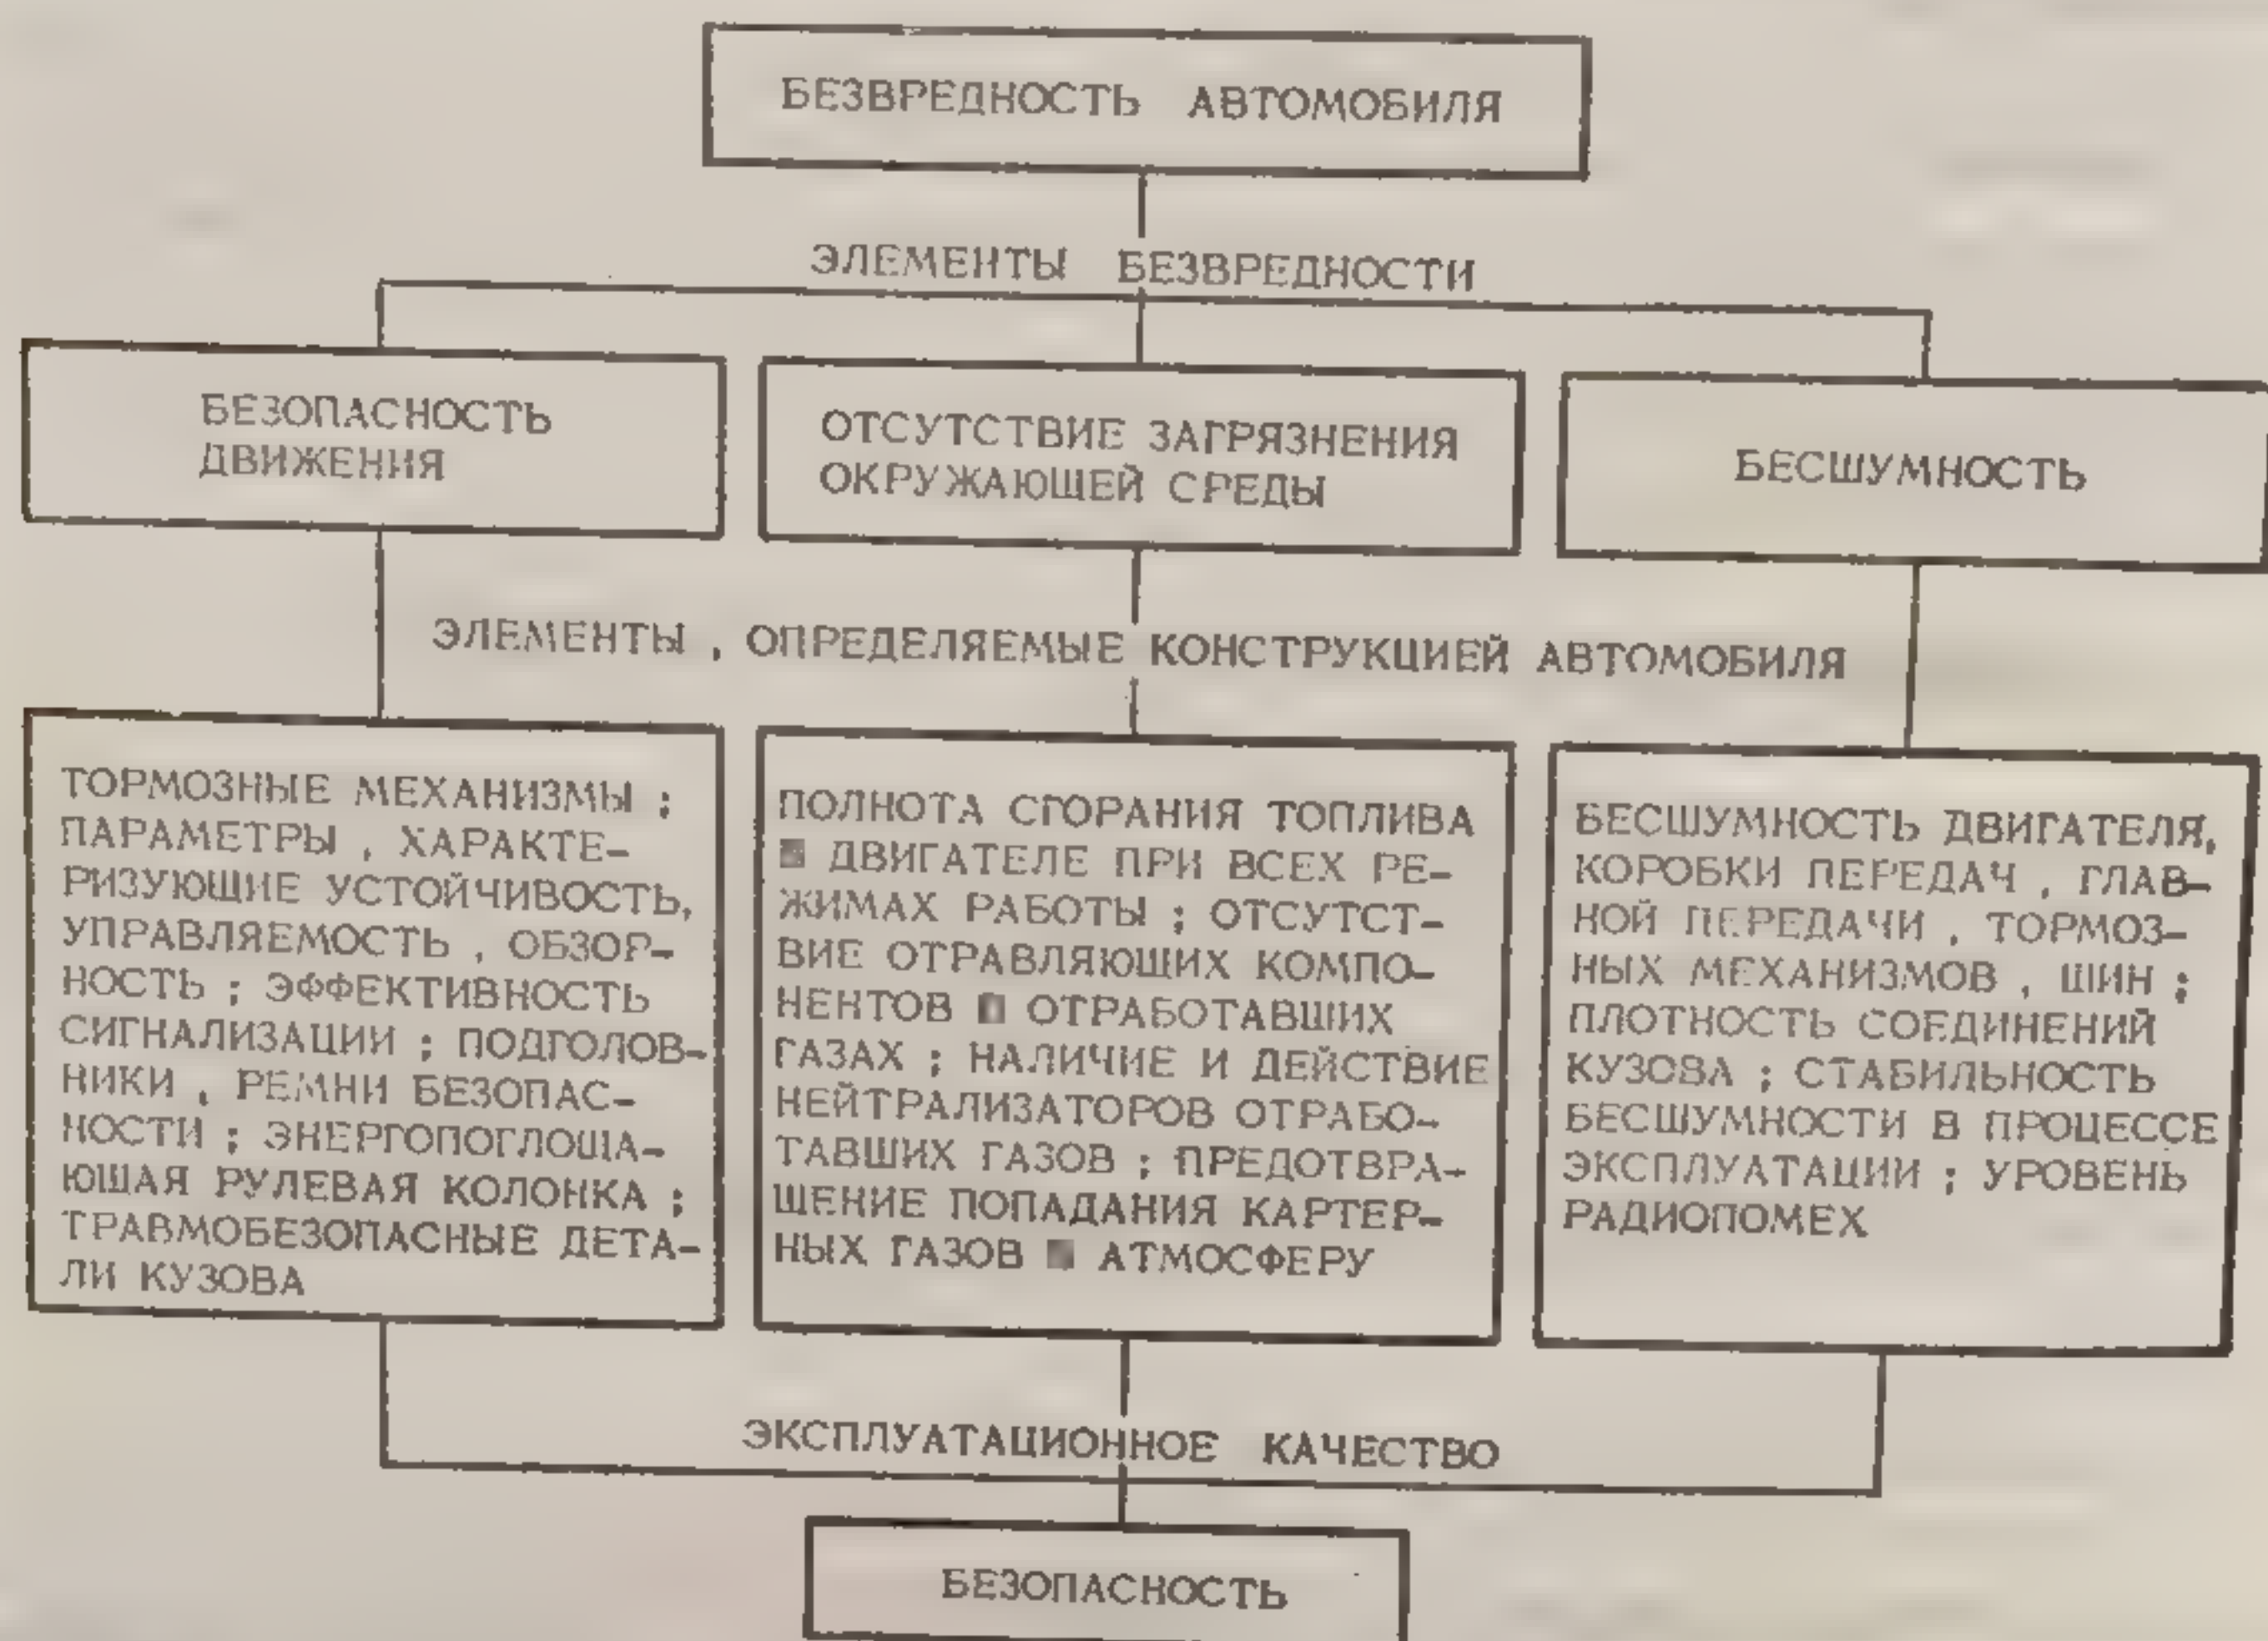 БЕЗВРЕДНОСТЬ АВТОМОБИЛЯ
ЭЛЕМЕНТЫ БЕЗВРЕДНОСТИ
БЕЗОПАСНОСТЬ
ДВИЖЕНИЯ
ОТСУТСТВИЕ ЗАГРЯЗНЕНИЯ
ОКРУЖАЮЩЕЙ СРЕДЫ
БЕСШУМНОСТЬ
ЭЛЕМЕНТЫ , ОПРЕДЕЛЯЕМЫЕ КОНСТРУКЦИЕЙ АВТОМОБИЛЯ
ТОРМОЗНЫЕ МЕХАНИЗМЫ ;
ПАРАМЕТРЫ , ХАРАКТЕ-
РИЗУЮЩИЕ УСТОЙЧИВОСТЬ,
УПРАВЛЯЕМОСТЬ , ОБЗОР-
НОСТЬ ; ЭФФЕКТИВНОСТЬ
СИГНАЛИЗАЦИИ ; ПОДГОЛОВ-
НИКИ , РЕМНИ БЕЗОПАС-
НОСТИ ; ЭНЕРГОПОГЛОЩА-
ЮЩАЯ РУЛЕВАЯ КОЛОНКА ;
ТРАВМОБЕЗОПАСНЫЕ ДЕТА-
ЛИ КУЗОВА
ПОЛНОТА СГОРАНИЯ ТОПЛИВА
ДВИГАТЕЛЕ ПРИ ВСЕХ РЕ-
ЖИМАХ РАБОТЫ ; ОТСУТСТ-
ВИЕ ОТРАВЛЯЮЩИХ КОМПО-
НЕНТОВ ОТРАБОТАВШИХ
ГАЗАХ ; НАЛИЧИЕ И ДЕЙСТВИЕ
НЕЙТРАЛИЗАТОРОВ ОТРАБО-
ТАВШИХ ГАЗОВ ; ПРЕДОТВРА-
ЩЕНИЕ ПОПАДАНИЯ КАРТЕР-
НЫХ ГАЗОВ АТМОСФЕРУ
БЕСШУМНОСТЬ ДВИГАТЕЛЯ,
КОРОБКИ ПЕРЕДАЧ , ГЛАВ-
НОЙ ПЕРЕДАЧИ , ТОРМОЗ-
НЫХ МЕХАНИЗМОВ , ШИН ;
ПЛОТНОСТЬ СОЕДИНЕНИЙ
КУЗОВА ; СТАБИЛЬНОСТЬ
БЕСШУМНОСТИ В ПРОЦЕССЕ
ЭКСПЛУАТАЦИИ ; УРОВЕНЬ
РАДИОПОМЕХ
ЭКСПЛУАТАЦИОННОЕ КАЧЕСТВО
БЕЗОПАСНОСТЬ